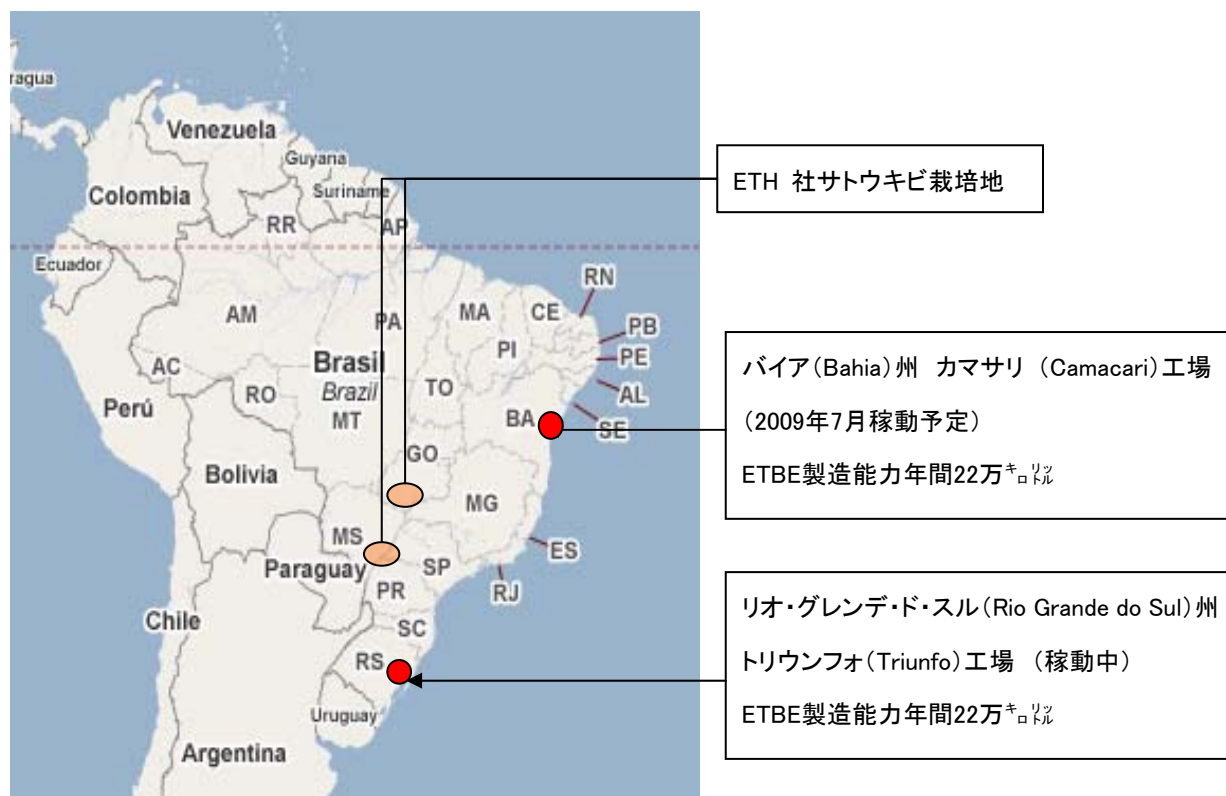 ragua
Venezuela
Guyana
Suriname
Colombia
RR
AP
Ecuador
AM
PA
MA
CE
RN
PB
PE
AL
SE
PI
AC
RO
Brasil
Brazil
TO
MT
BA
Perú
Bolivia
GO
MG
MS
ES
Paraguay
SP
RJ
PR
Chile
SC
RS
Uruguay
Argentina
ETH 社サトウキビ栽培地
バイア(Bahia)州 カマサリ (Camacari)工場
(2009年7月稼動予定)
ETBE製造能力年間22万㌔㍑
リオ・グレンデ・ド・スル(Rio Grande do Sul)州
トリウンフォ(Triunfo)工場 (稼動中)
ETBE製造能力年間22万㌔㍑